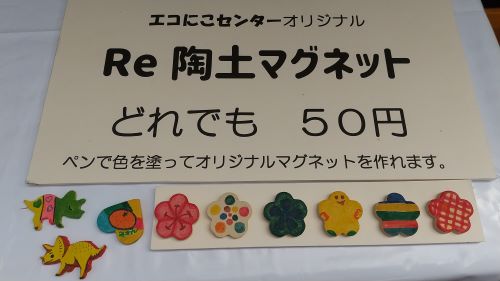 エコにこセンターオリジナル
Re 陶土マグネット
どれでも ５０円
ペンで色を塗ってオリジナルマグネットを作れます。